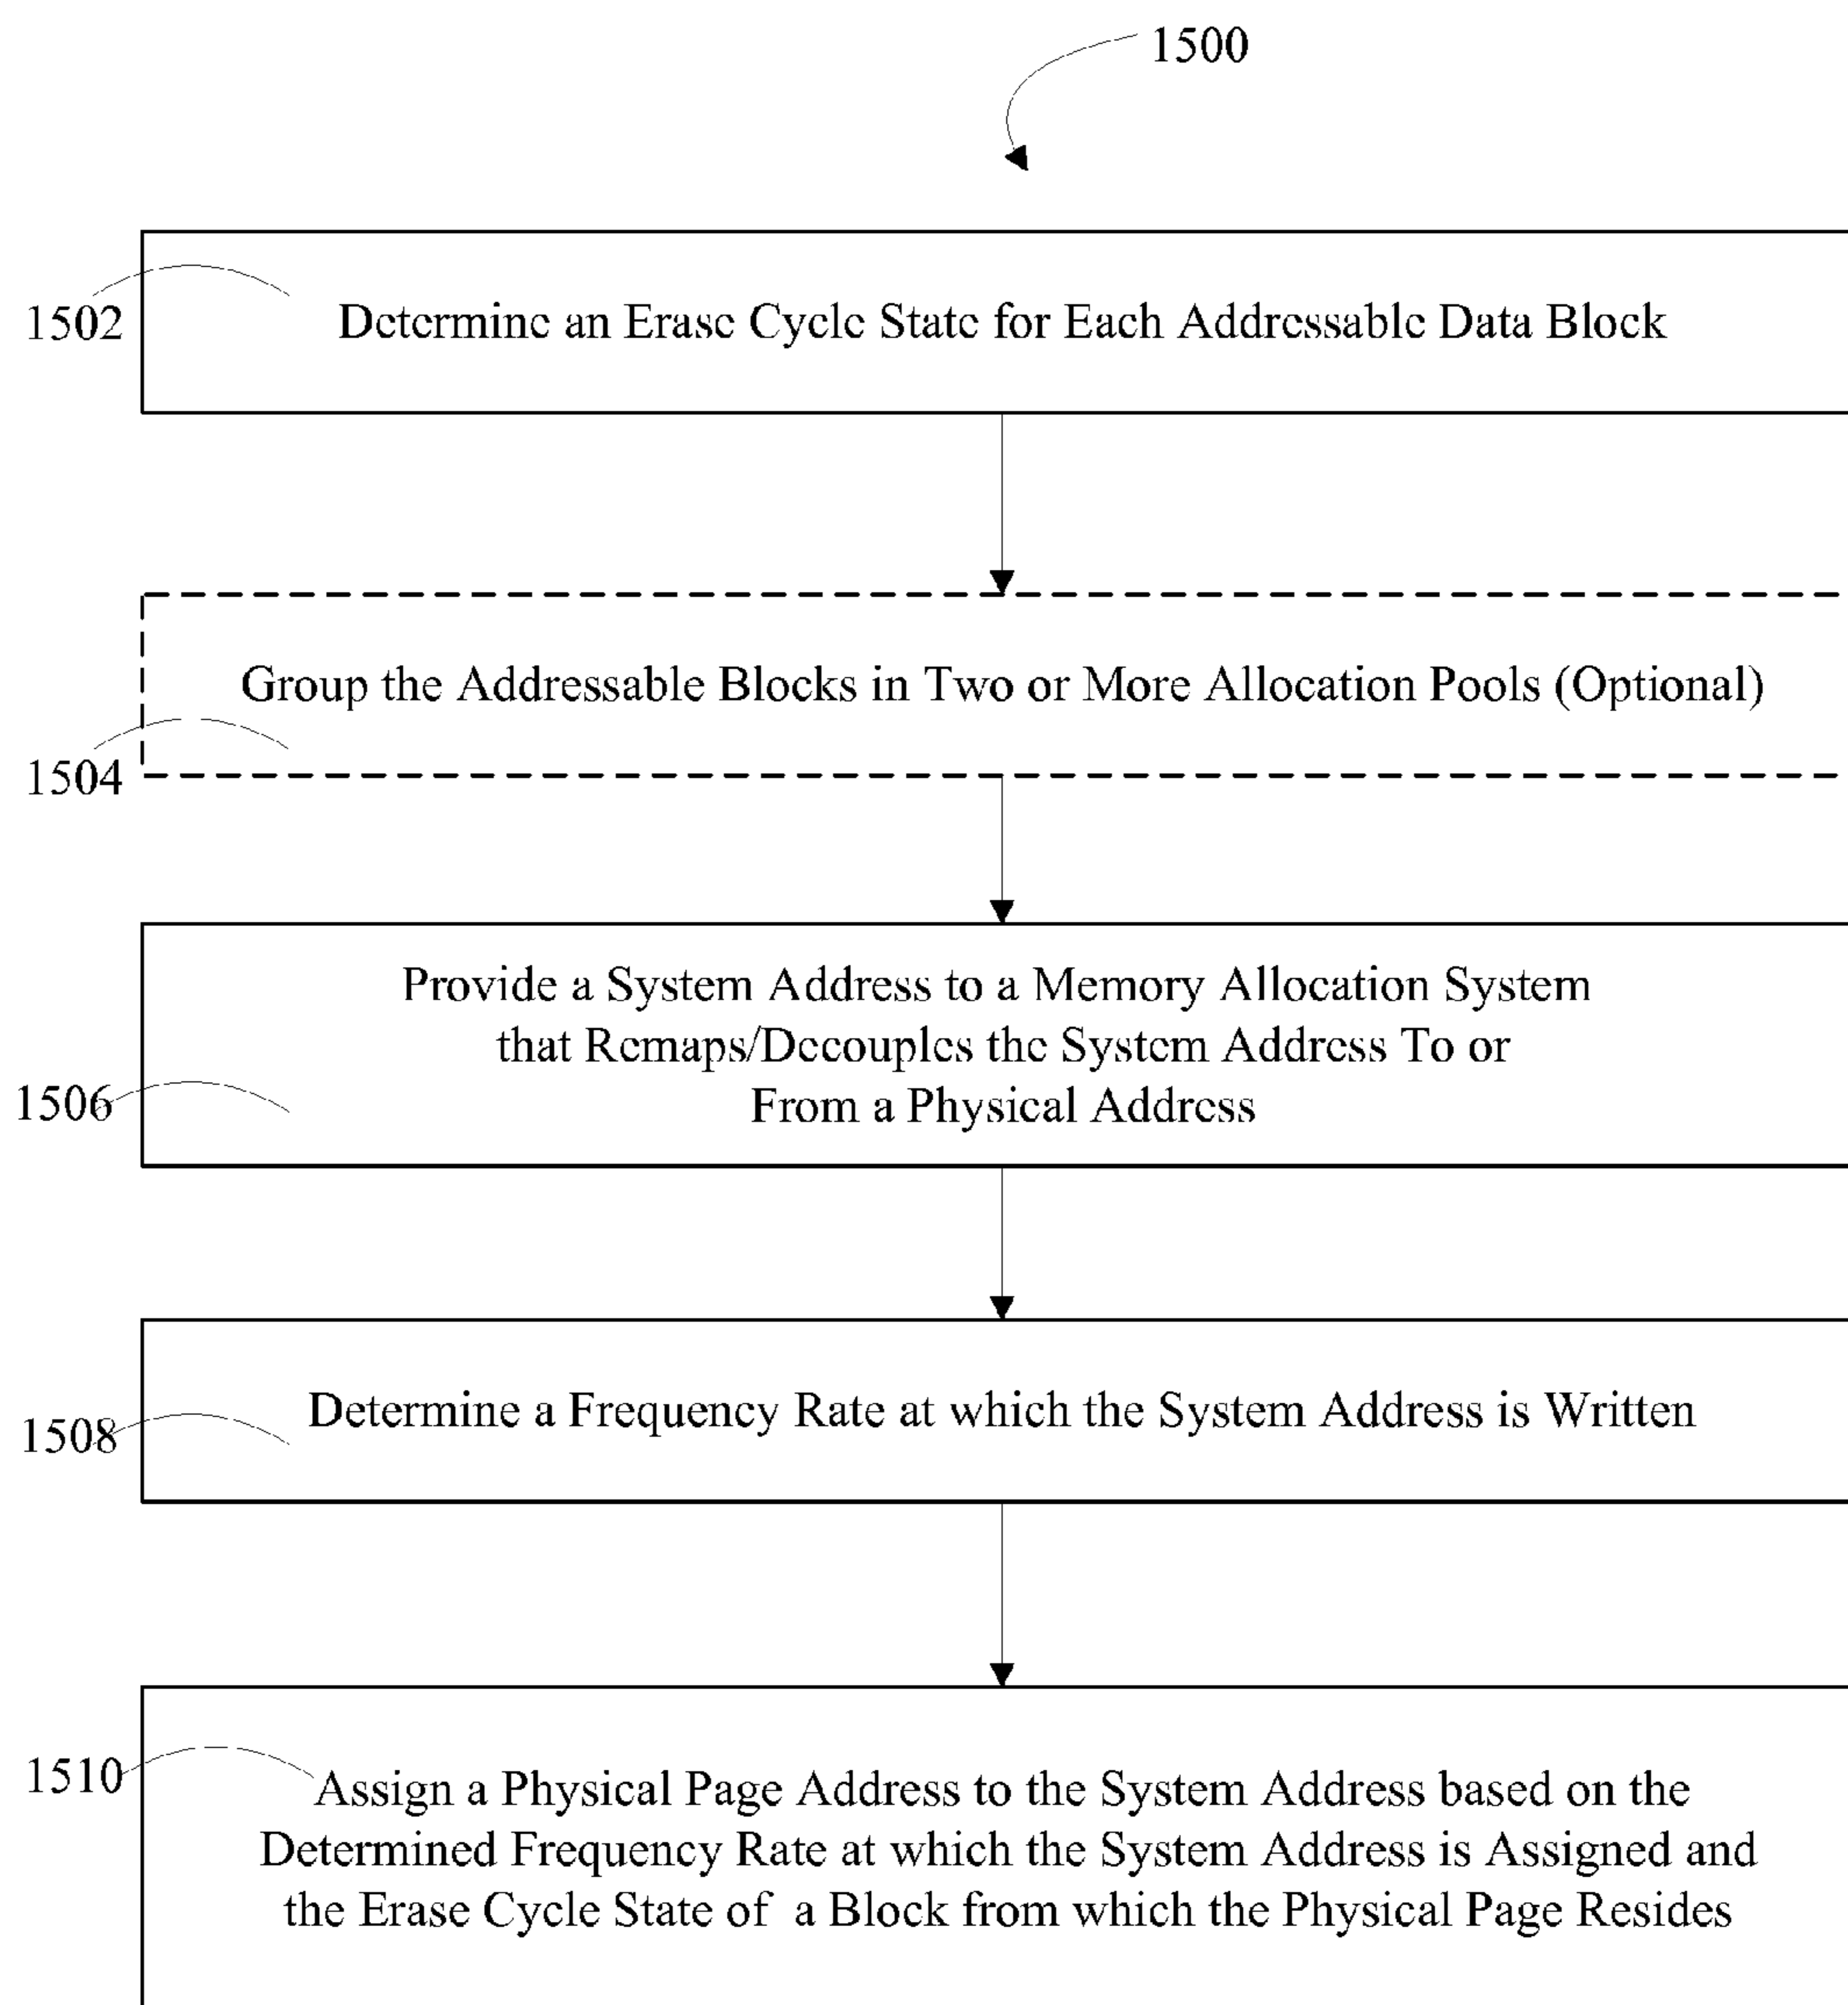 1500
1502
Determine an Erase Cycle State for Each Addressable Data Block
Group the Addressable Blocks in Two or More Allocation Pools (Optional)
1504
Provide a System Address to a Memory Allocation System
that Remaps/Decouples the System Address To or
From a Physical Address
1506
Determine a Frequency Rate at which the System Address is Written
1508
1510
Assign a Physical Page Address to the System Address based on the
Determined Frequency Rate at which the System Address is Assigned and
the Erase Cycle State of a Block from which the Physical Page Resides